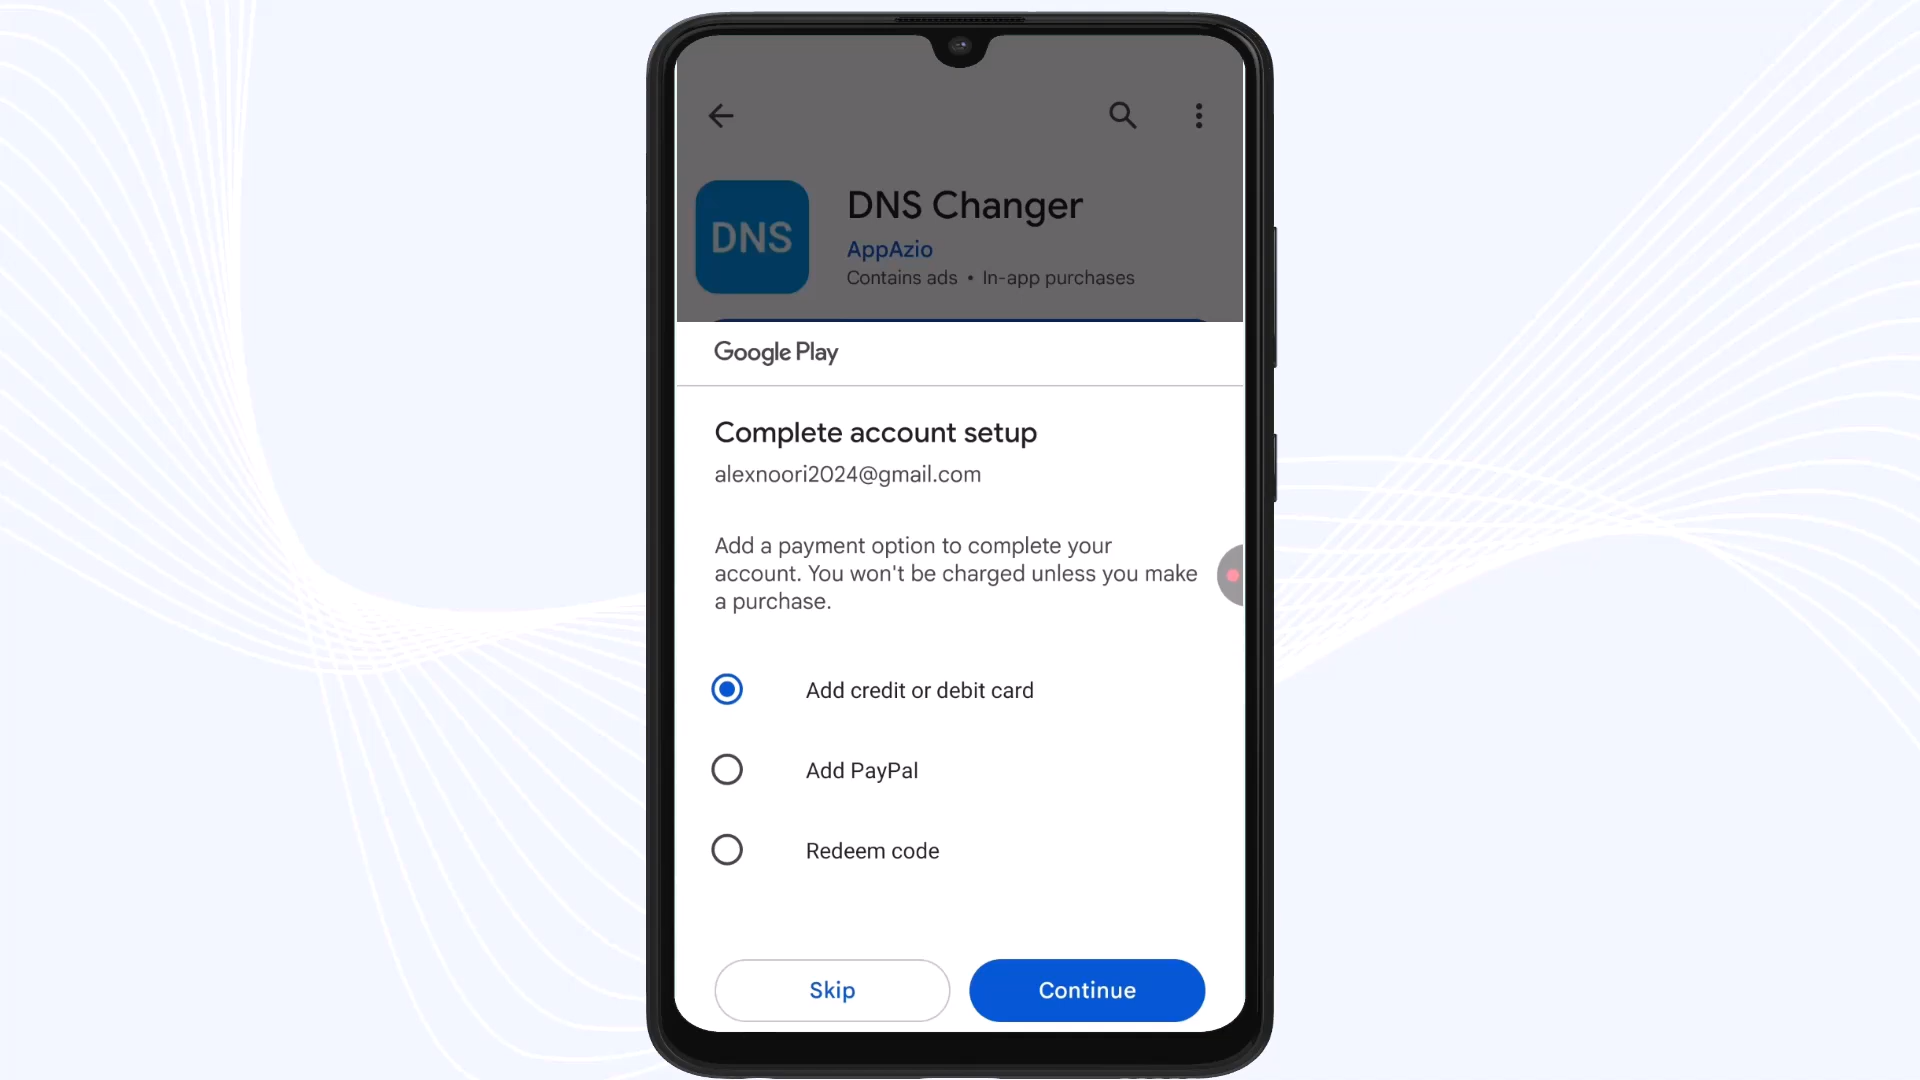 DNS
DNS Changer
AppAzio
Contains ads • In-app purchases
Google Play
Complete account setup
alexnoori2024@gmail.com
Add a payment option to complete your
account. You won't be charged unless you make
a purchase.
Add credit or debit card
Add PayPal
Redeem code
Skip
Continue